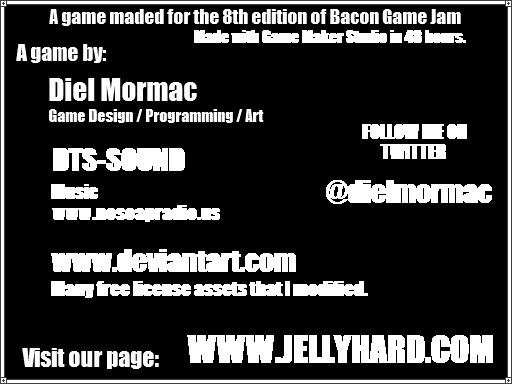 A game maded for the 8th edition of Bacon Game Jam
Made with Game Maker Studio in 48 hours.
A game by:
Diel Mormac
Game Design / Programming / Art
DTS-SOUND
Music
www.nosoapradio.us
FOLLOW ME ON
TWITTER
@dielmormac
www.deviantart.com
Many free license assets that I modified.
Visit our page:
WWW.JELLYHARD.COM